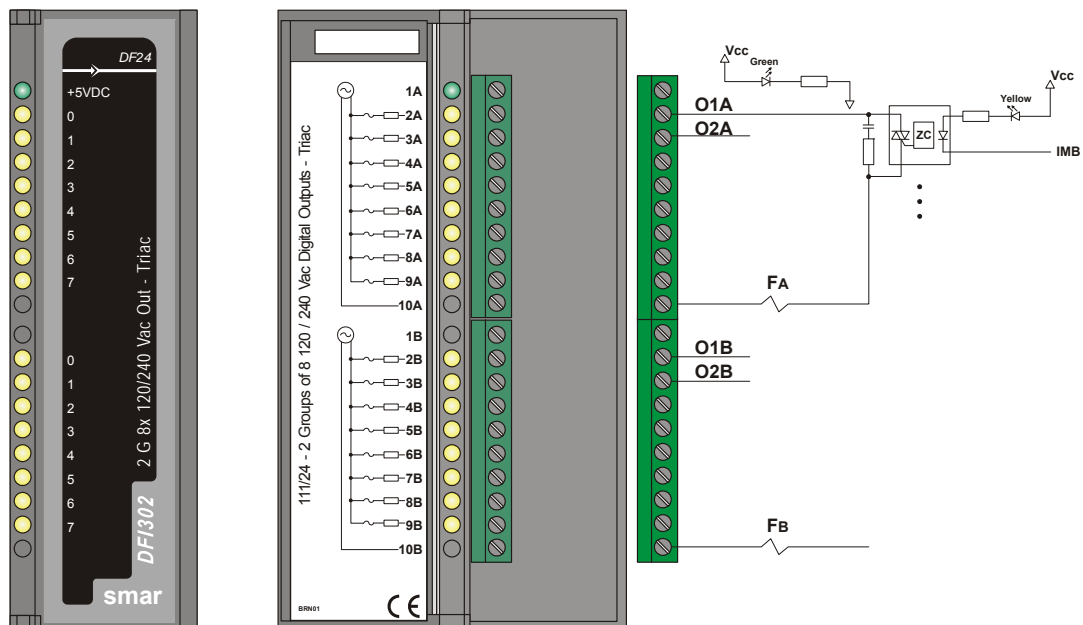 DF24
+5VDC
0
1
2
3
4
5
6
7
0
1
2
3
4
5
6
7
2 G 8x 120/240 Vac Out - Triac
DFI302
smar
111/24 - 2 Groups of 8 120 / 240 Vac Digital Outputs - Triac
1A
2A
3A
4A
5A
6A
7A
8A
9A
10A
1B
2B
3B
4B
5B
6B
7B
8B
9B
10B
BRN01
CE
Vcc
Green
O1A
O2A
ZC
Yellow
Vcc
IMB
FA
O1B
O2B
FB